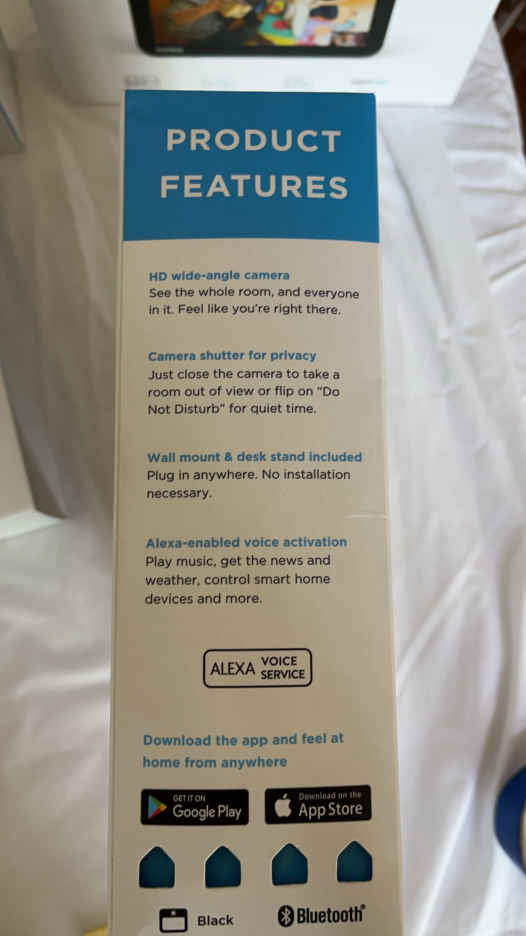 PRODUCT
FEATURES
HD wide-angle camera
See the whole room, and everyone
in it. Feel like you're right there.
Camera shutter for privacy
Just close the camera to take a
room out of view or flip on "Do
Not Disturb" for quiet time.
Wall mount & desk stand included
Plug in anywhere. No installation
necessary.
Alexa-enabled voice activation
Play music, get the news and
weather, control smart home
devices and more.
ALEXA VOICE
SERVICE
Download the app and feel at
home from anywhere
GET IT ON
Google Play
Download on the
App Store
Black
Bluetooth®